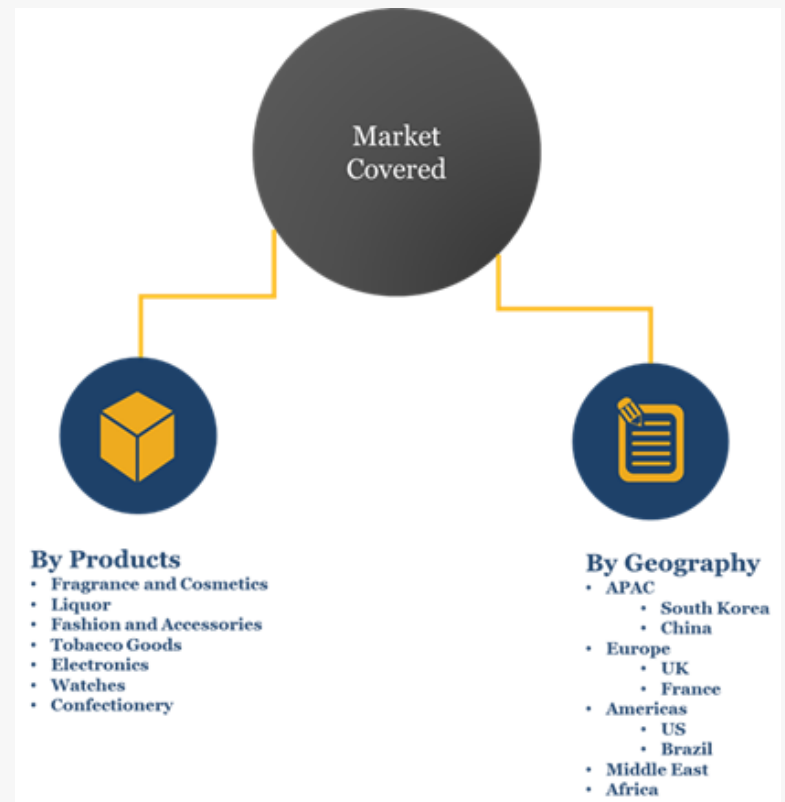 Market
Covered
By Products
• Fragrance and Cosmetics
• Liquor
• Fashion and Accessories
• Tobacco Goods
• Electronics
• Watches
• Confectionery
By Geography
• APAC
• South Korea
• China
• Europe
• UK
• France
• Americas
• US
• Brazil
• Middle East
• Africa